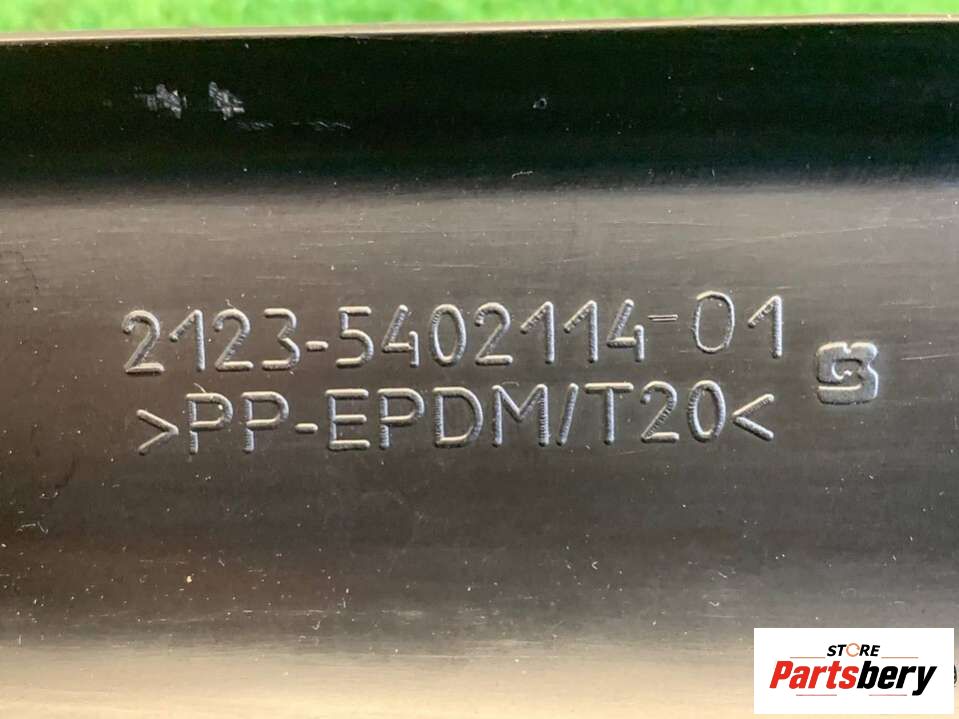 2123-5402114-01
>PP-EPDM/T20<
STORE
Partsbery